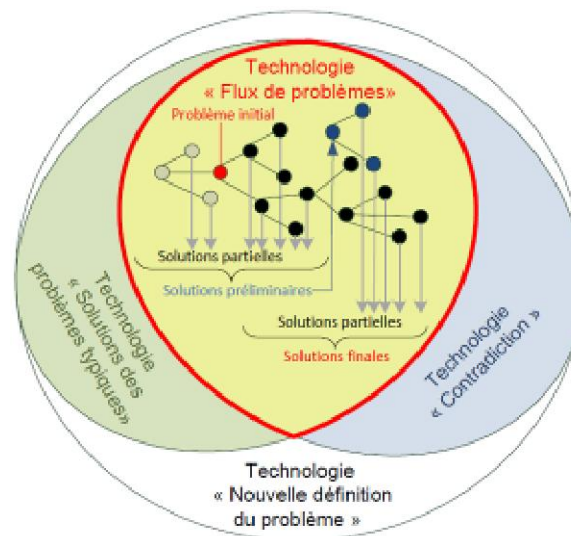 Technologie
« Flux de problèmes»
Problème initial
Solutions partielles
Solutions préliminaires
Solutions partielles
Solutions finales
Technologie
« Solutions des
problèmes typiques»
Technologie
« Contradiction »
Technologie
« Nouvelle définition
du problème »